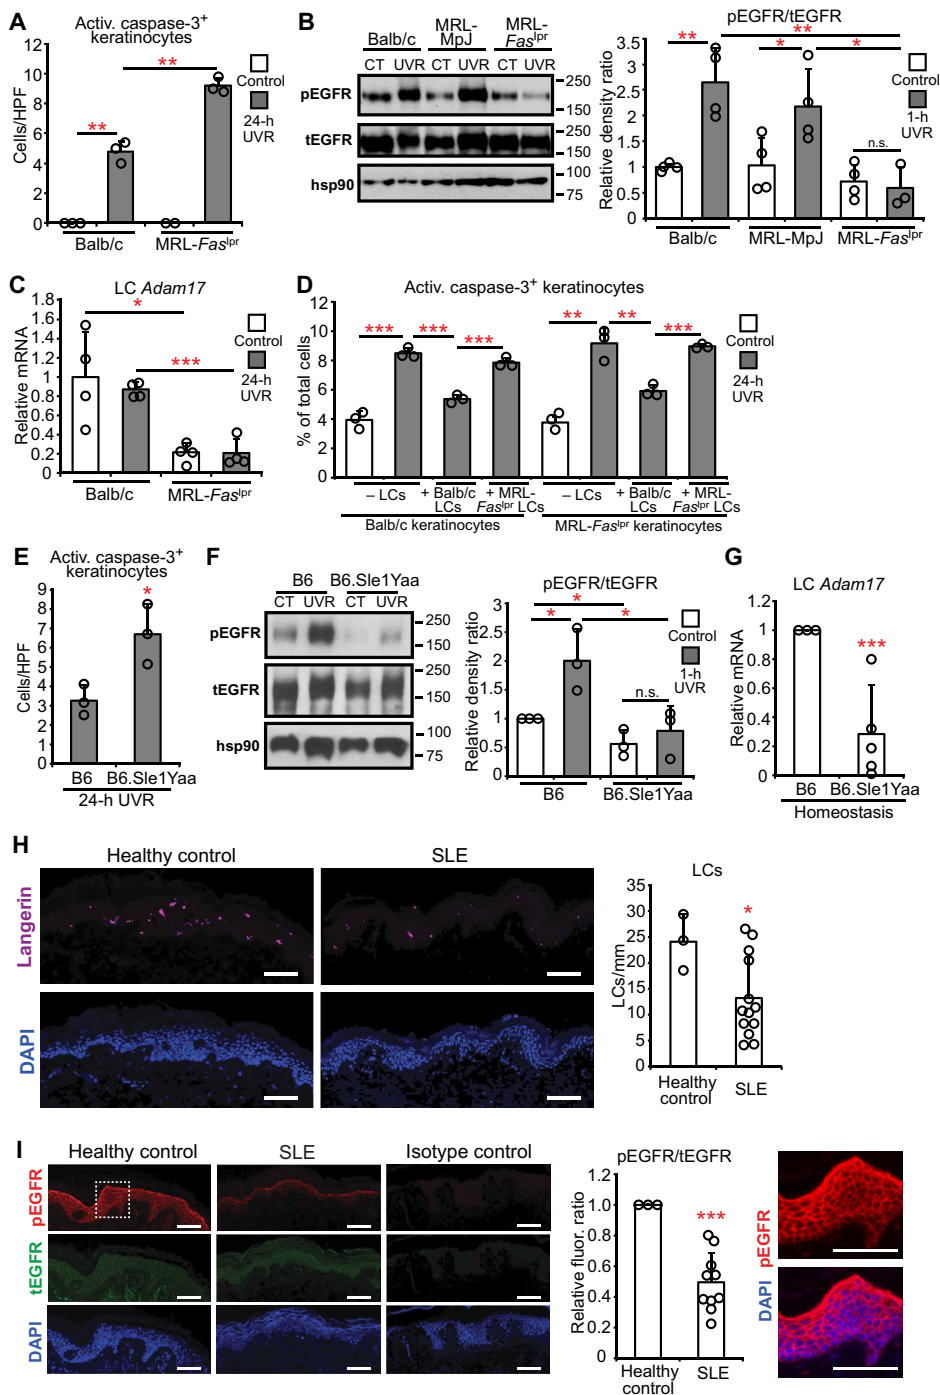 A
Activ. caspase-3+
keratinocytes
Cells/HPF
12
10
8
6
4
2
0
**
**
Control
24-h
UVR
Balb/c
MRL-Faslpr
B
Balb/c
MRL-
MpJ
MRL-
Faslpr
CT UVR CT UVR CT UVR
pEGFR
250
150
tEGFR
250
150
hsp90
100
75
pEGFR/tEGFR
Relative density ratio
3.5
3
2.5
2
1.5
1
0.5
0
**
**
*
*
n.s.
Control
1-h
UVR
Balb/c
MRL-MpJ
MRL-Faslpr
C
LC Adam17
Relative mRNA
1.8
1.6
1.4
1.2
1
0.8
0.6
0.4
0.2
0
*
***
Control
24-h
UVR
Balb/c
MRL-Faslpr
D
Activ. caspase-3+ keratinocytes
% of total cells
10
8
6
4
2
0
***
***
***
**
**
***
Control
24-h
UVR
– LCs
+ Balb/c
LCs
+ MRL-
Faslpr LCs
– LCs
+ Balb/c
LCs
+ MRL-
Faslpr LCs
Balb/c keratinocytes
MRL-Faslpr keratinocytes
E
Activ. caspase-3+
keratinocytes
Cells/HPF
9
8
7
6
5
4
3
2
1
0
*
B6 B6.Sle1Yaa
24-h UVR
F
B6 B6.Sle1Yaa
CT UVR CT UVR
pEGFR
250
150
tEGFR
250
150
hsp90
100
75
pEGFR/tEGFR
Relative density ratio
3
2.5
2
1.5
1
0.5
0
*
*
*
n.s.
Control
1-h
UVR
B6
B6.Sle1Yaa
G
LC Adam17
Relative mRNA
1.2
1
0.8
0.6
0.4
0.2
0
***
B6 B6.Sle1Yaa
Homeostasis
H
Healthy control
SLE
Langerin
DAPI
LCs
LCs/mm
35
30
25
20
15
10
5
0
*
Healthy
control
SLE
I
Healthy control
SLE
Isotype control
pEGFR
tEGFR
DAPI
pEGFR/tEGFR
Relative fluor. ratio
1.2
1.0
0.8
0.6
0.4
0.2
0
***
Healthy
control
SLE
pEGFR
DAPI